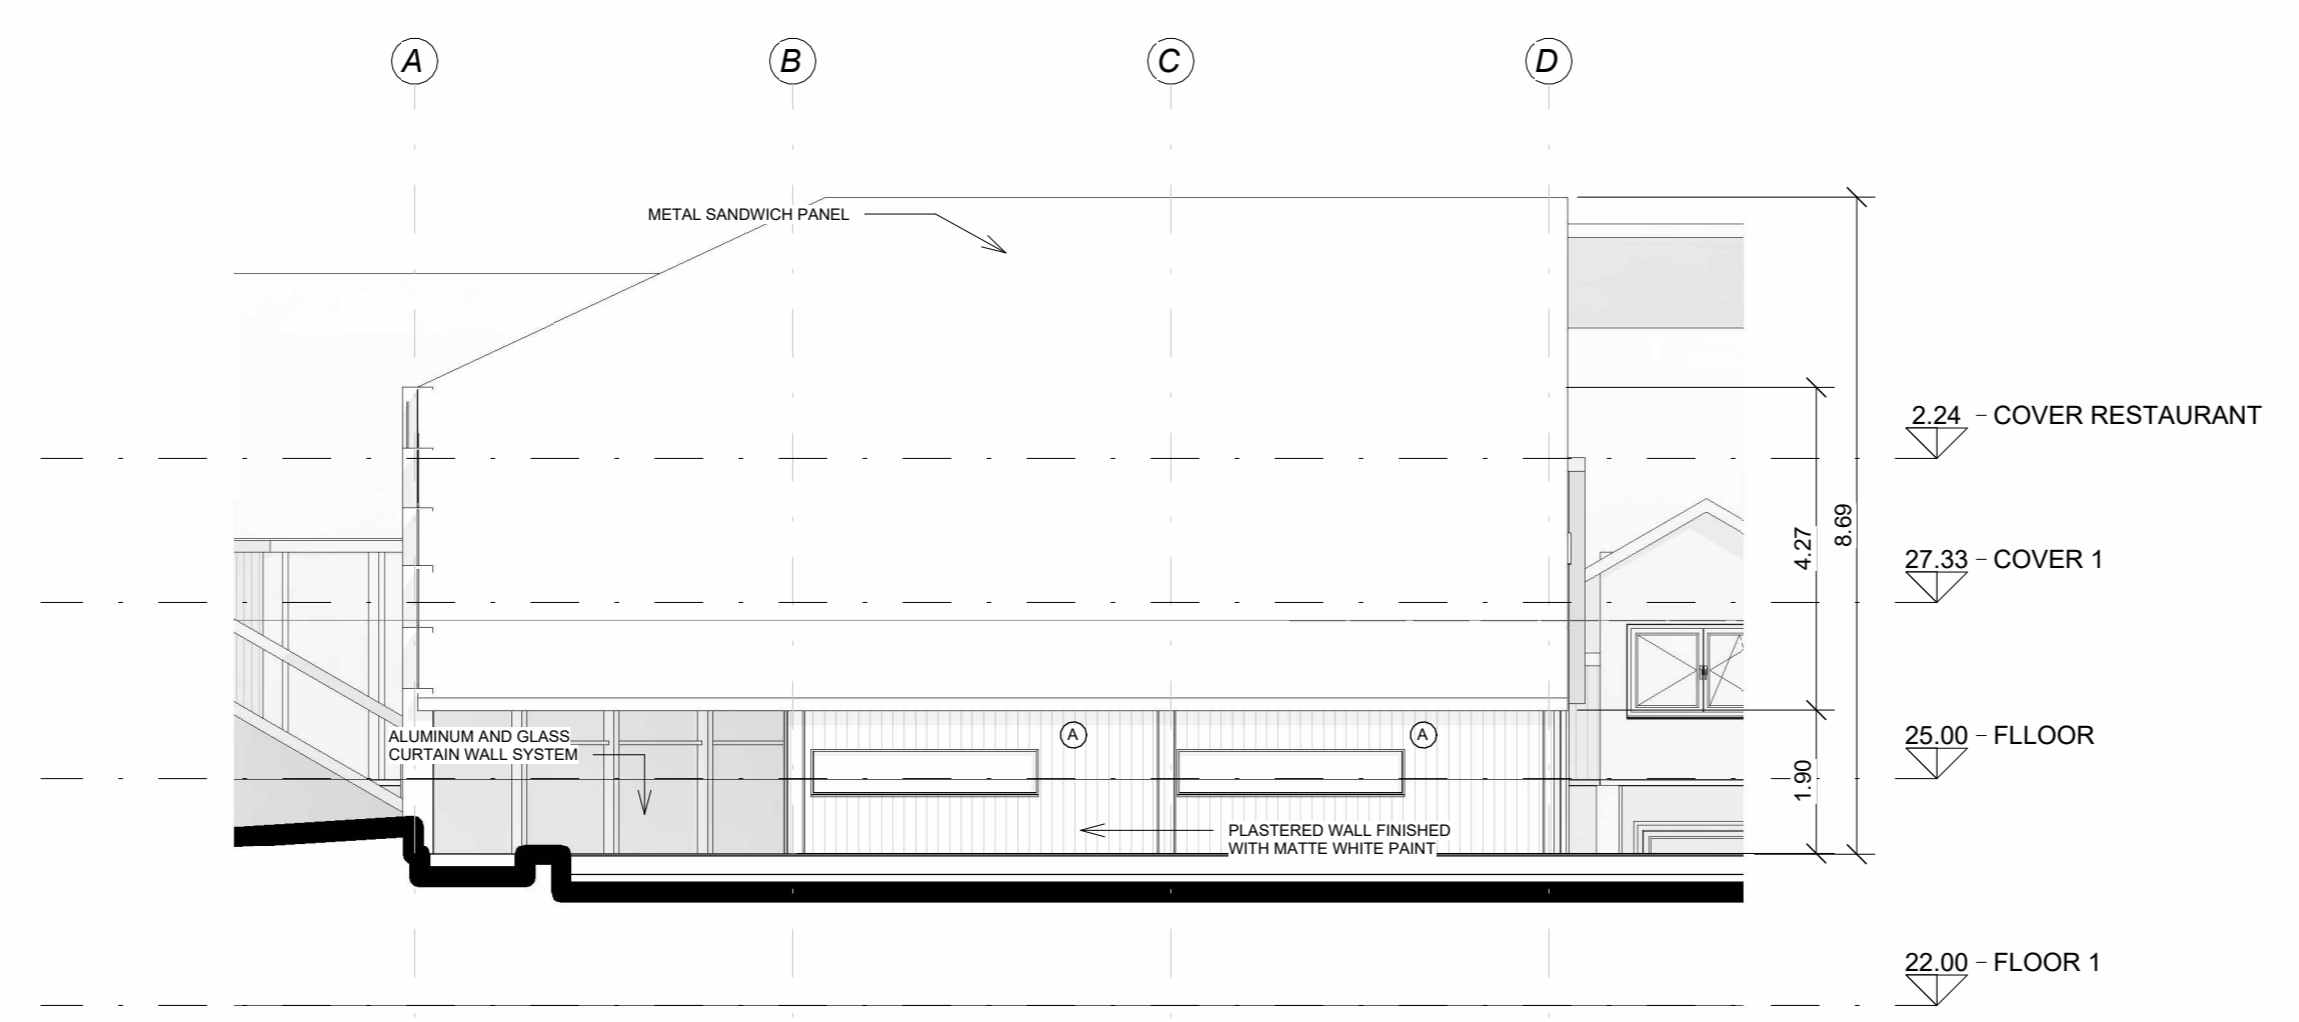 A
B
C
D
METAL SANDWICH PANEL
2.24 - COVER RESTAURANT
8.69
4.27
27.33 - COVER 1
ALUMINUM AND GLASS
CURTAIN WALL SYSTEM
A
A
25.00 - FLLOOR
1.90
PLASTERED WALL FINISHED
WITH MATTE WHITE PAINT
22.00 - FLOOR 1